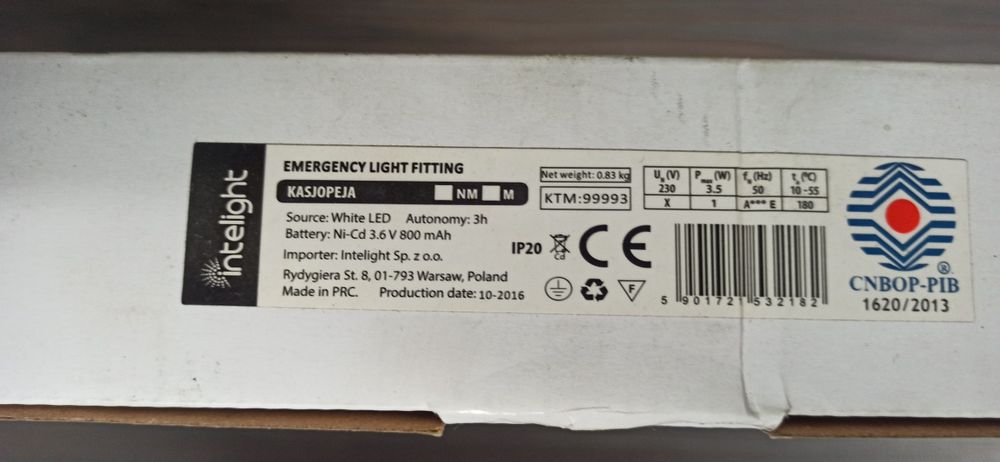 intelight
EMERGENCY LIGHT FITTING
KASJOPEJA NM M
Source: White LED Autonomy: 3h
Battery: Ni-Cd 3.6 V 800 mAh
Importer: Intelight Sp. z o.o.
Rydygiera St. 8, 01-793 Warsaw, Poland
Made in PRC. Production date: 10-2016
Net weight: 0.83 kg
KTM:99993
IP20 Cd CE
F
Uₙ (V) Pmax (W) fₙ (Hz) tₐ (°C)
230 3.5 50 10 -55
X 1 A*** E 180
5 901721 532182
CNBOP-PIB ®
1620/2013